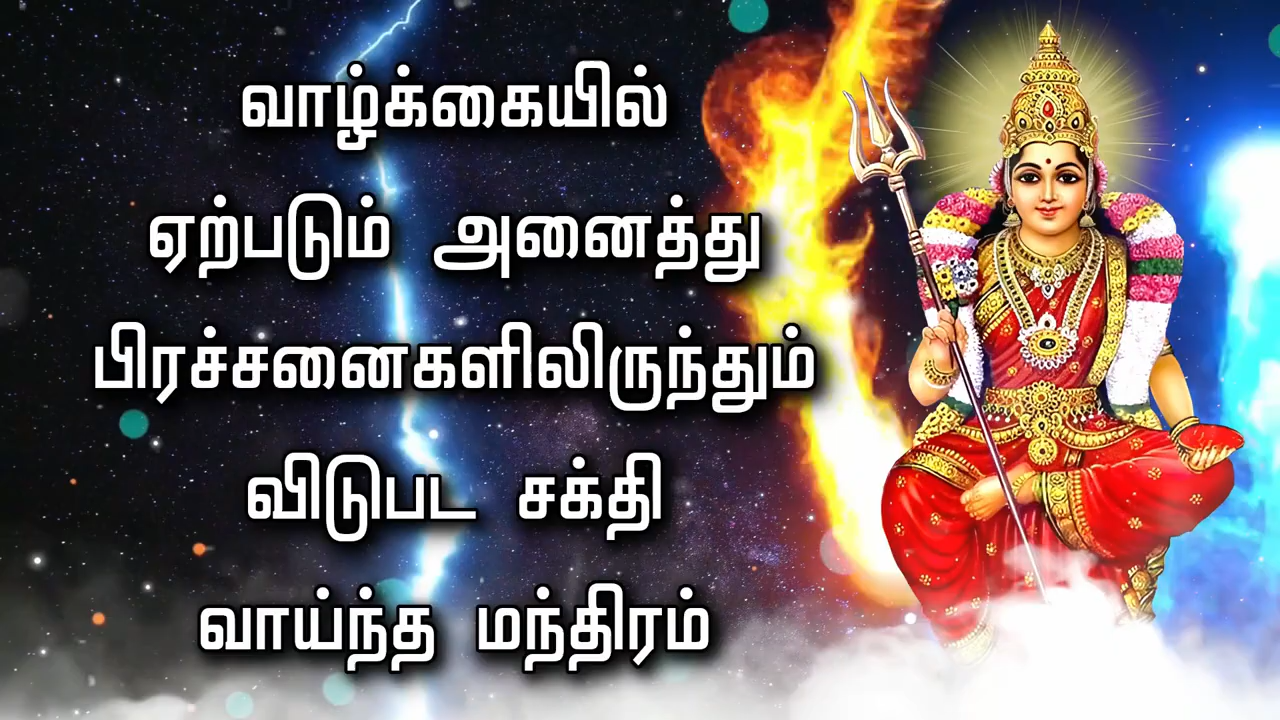 வாழ்க்கையில்
ஏற்படும் அனைத்து
பிரச்சனைகளிலிருந்தும்
விடுபட சக்தி
வாய்ந்த மந்திரம்